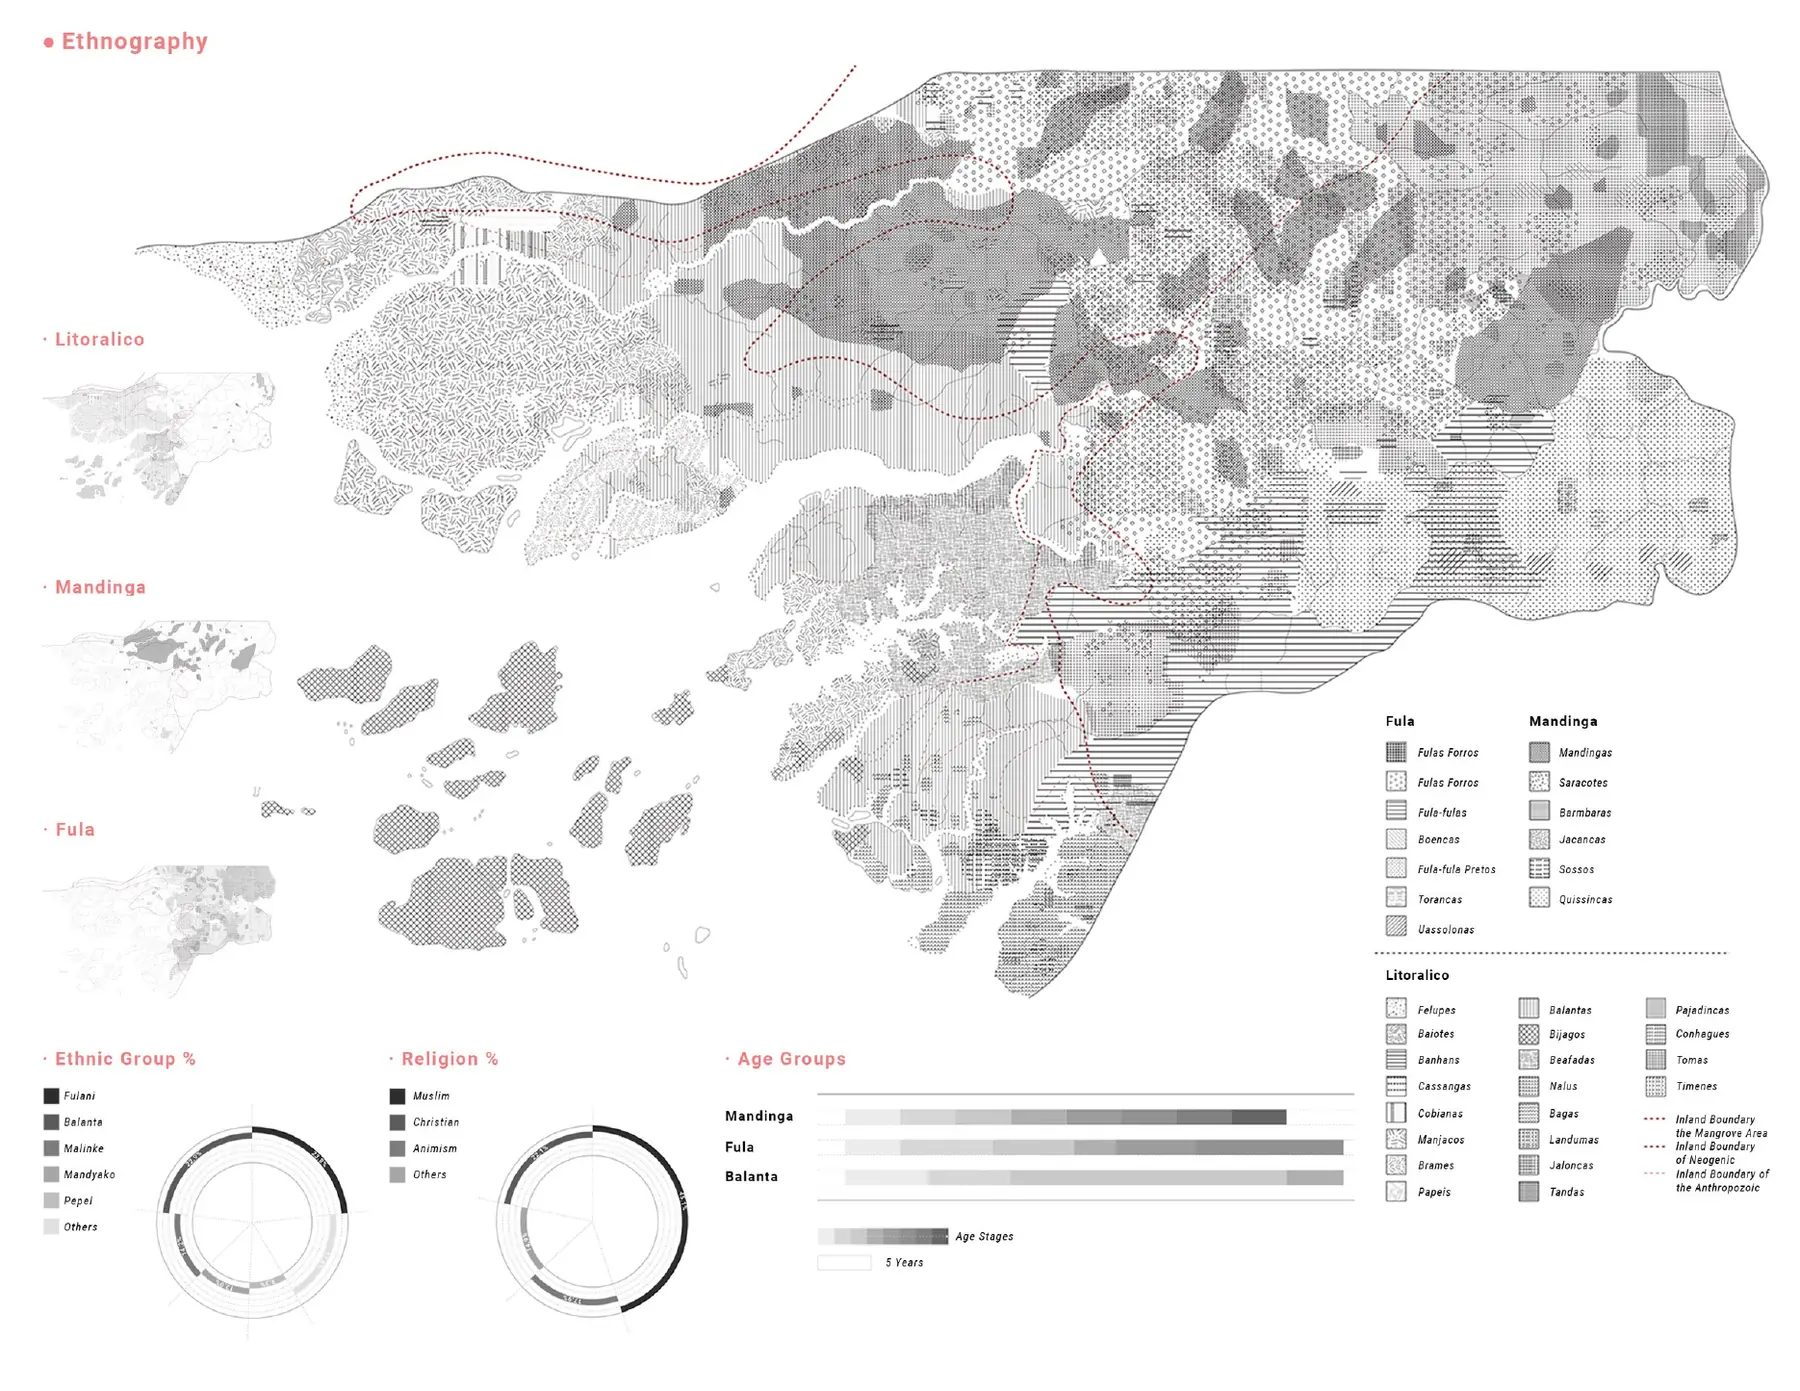 Ethnography
Litoralico
Mandinga
Fula
Fula
Fulas Forros
Fulas Forros
Fula-fulas
Boencas
Fula-fula Pretos
Torancas
Uassolonas
Mandinga
Mandingas
Saracotes
Barmbaras
Jacancas
Sossos
Quissincas
Litoralico
Felupes
Baiotes
Banhans
Cassangas
Cobianas
Manjacos
Brames
Papeis
Balantas
Bijagos
Beafadas
Nalus
Bagas
Landumas
Jaloncas
Tandas
Pajadincas
Conhagues
Tomas
Timenes
Inland Boundary
the Mangrove Area
Inland Boundary
of Neogenic
Inland Boundary of
the Anthropozoic
Ethnic Group %
Fulani
Balanta
Malinke
Mandyako
Pepel
Others
Religion %
Muslim
Christian
Animism
Others
Age Groups
Mandinga
Fula
Balanta
Age Stages
5 Years